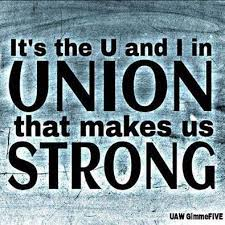 It's the U and I in
UNION
that makes us
STRONG
UAW GimmeFIVE